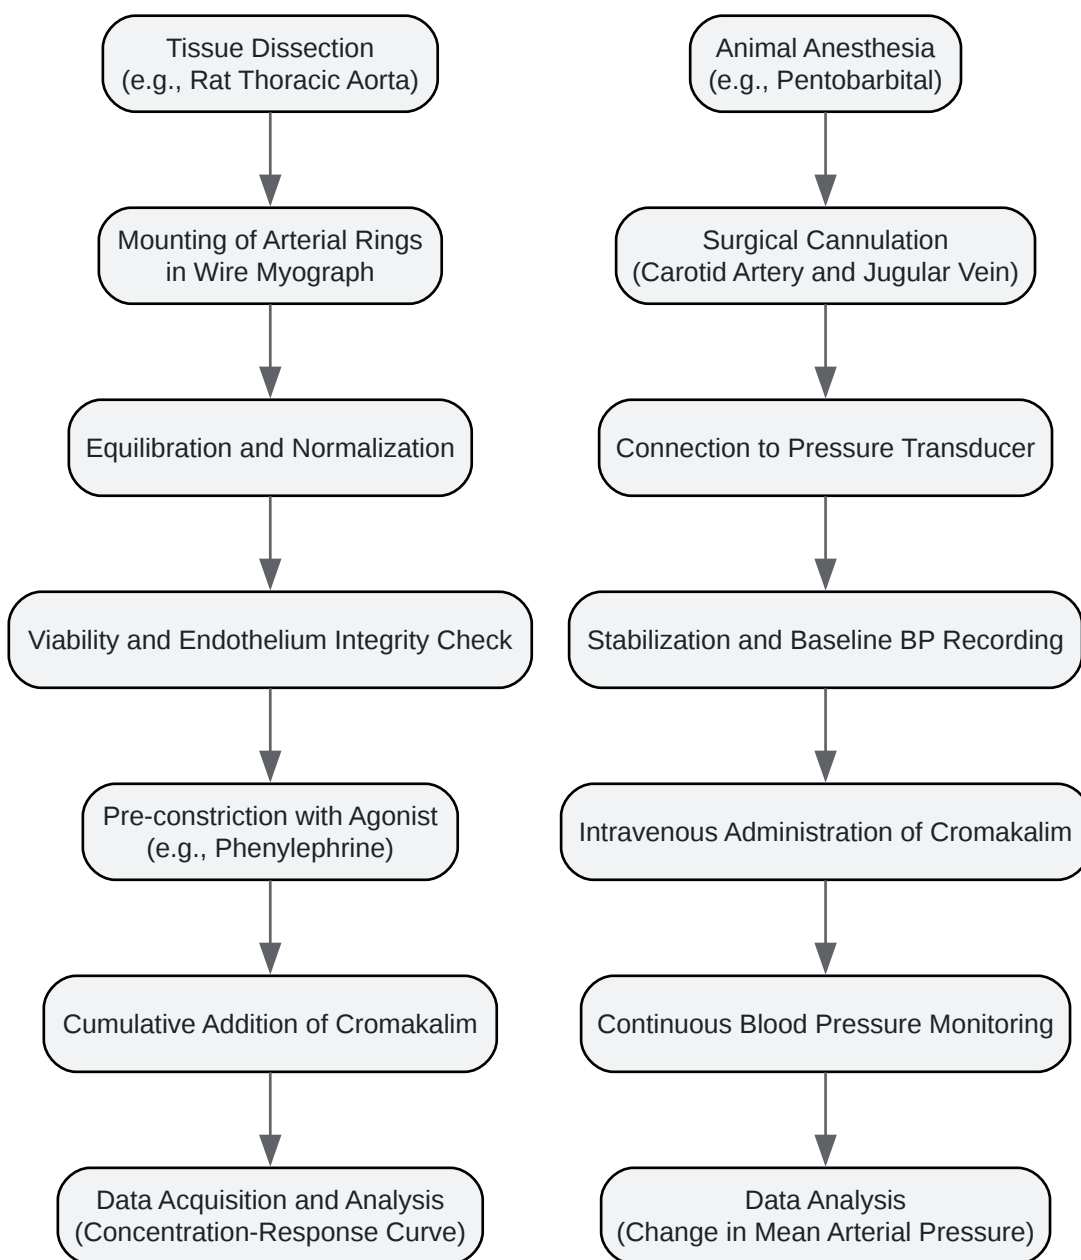 Tissue Dissection
(e.g., Rat Thoracic Aorta)
Mounting of Arterial Rings
in Wire Myograph
Equilibration and Normalization
Viability and Endothelium Integrity Check
Pre-constriction with Agonist
(e.g., Phenylephrine)
Cumulative Addition of Cromakalim
Data Acquisition and Analysis
(Concentration-Response Curve)
Animal Anesthesia
(e.g., Pentobarbital)
Surgical Cannulation
(Carotid Artery and Jugular Vein)
Connection to Pressure Transducer
Stabilization and Baseline BP Recording
Intravenous Administration of Cromakalim
Continuous Blood Pressure Monitoring
Data Analysis
(Change in Mean Arterial Pressure)